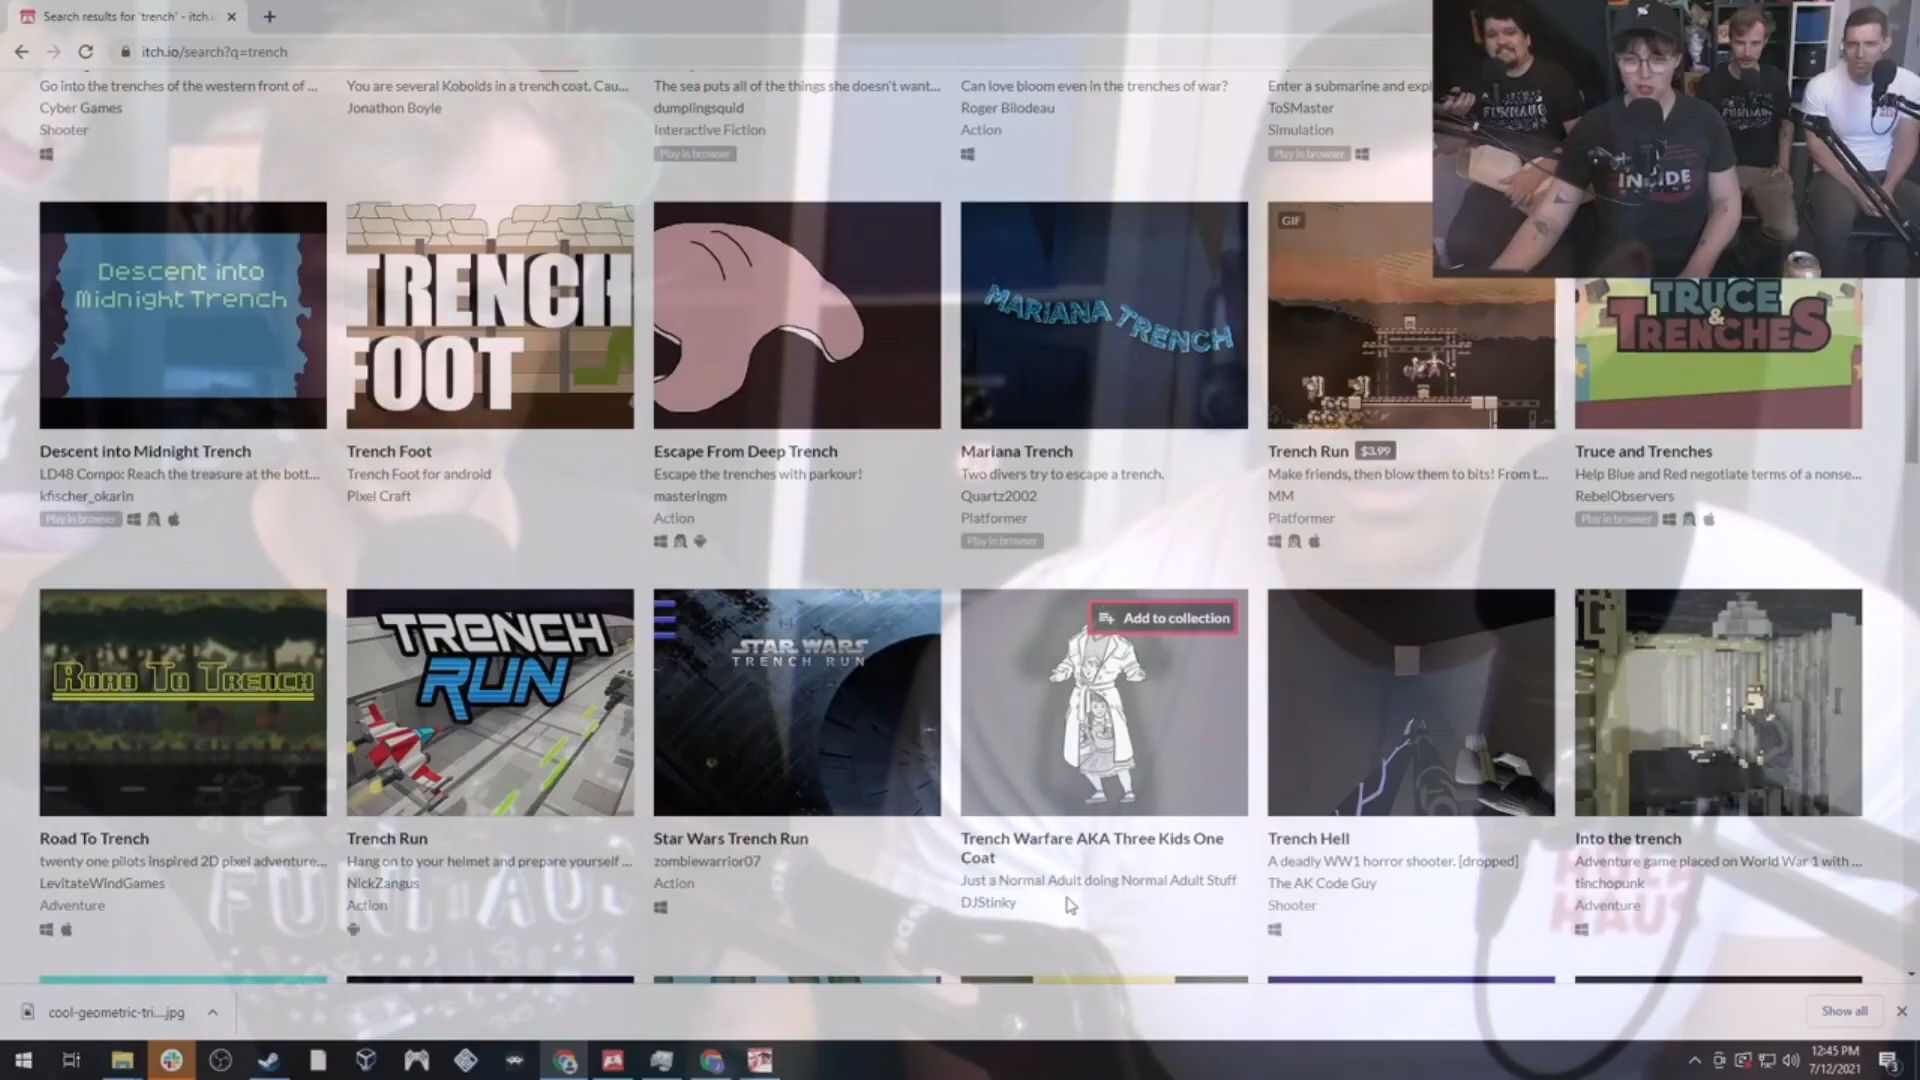 Search results for 'trench' - itch.io
itch.io/search?q=trench
Go into the trenches of the western front of ...
Cyber Games
Shooter
You are several Kobolds in a trench coat. Cau...
Jonathon Boyle
The sea puts all of the things she doesn't want...
dumplingsquid
Interactive Fiction
Play in browser
Can love bloom even in the trenches of war?
Roger Bilodeau
Action
Enter a submarine and expl
ToSMaster
Simulation
Play in browser
FUNHAUS
INSIDE
FUNHAUS
Descent into
Midnight Trench
TRENCH
FOOT
MARIANA TRENCH
GIF
TRUCE
&
TRENCHES
Descent into Midnight Trench
LD48 Compo: Reach the treasure at the bott...
kfischer_okarin
Play in browser
Trench Foot
Trench Foot for android
Pixel Craft
Escape From Deep Trench
Escape the trenches with parkour!
masteringm
Action
Mariana Trench
Two divers try to escape a trench.
Quartz2002
Platformer
Play in browser
Trench Run $3.99
Make friends, then blow them to bits! From t...
MM
Platformer
Truce and Trenches
Help Blue and Red negotiate terms of a nonse...
RebelObservers
Play in browser
ROAD TO TRENCH
TRENCH
RUN
STAR WARS
TRENCH RUN
Add to collection
Road To Trench
twenty one pilots inspired 2D pixel adventure...
LevitateWindGames
Adventure
Trench Run
Hang on to your helmet and prepare yourself ...
NickZangus
Action
Star Wars Trench Run
zombiewarrior07
Action
Trench Warfare AKA Three Kids One
Coat
Just a Normal Adult doing Normal Adult Stuff
DJStinky
Trench Hell
A deadly WW1 horror shooter. [dropped]
The AK Code Guy
Shooter
Into the trench
Adventure game placed on World War 1 with ...
tinchopunk
Adventure
FUNHAUS
cool-geometric-tri....jpg
Show all
12:45 PM
7/12/2021
3